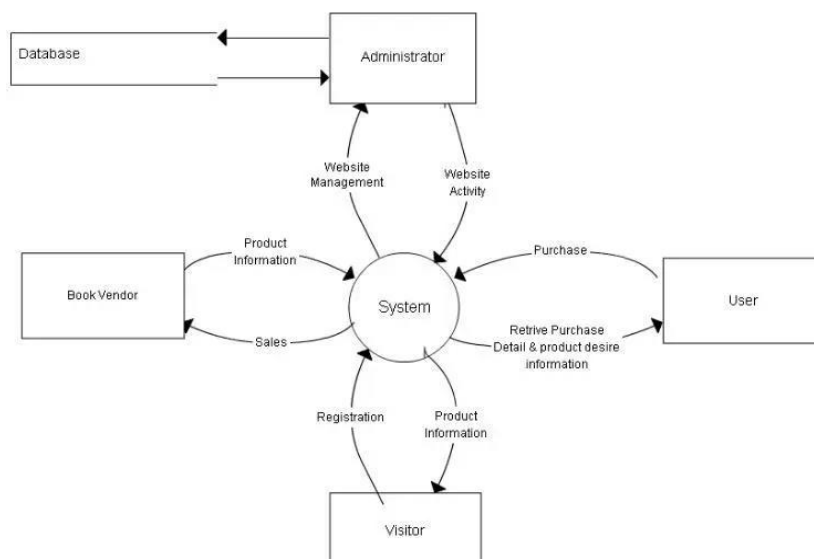 Database
Administrator
Website
Management
Website
Activity
Product
Information
Purchase
Book Vendor
System
User
Sales
Retrive Purchase
Detail & product desire
information
Registration
Product
Information
Visitor